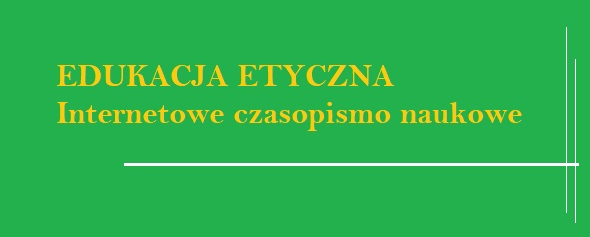 EDUKACJA ETYCZNA
Internetowe czasopismo naukowe